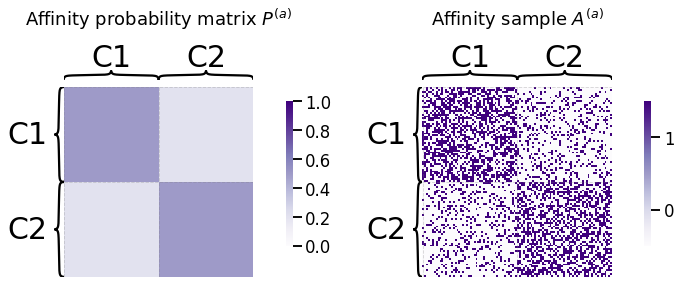 Affinity probability matrix P^(a)
C1 C2
C1
C2
1.0
0.8
0.6
0.4
0.2
0.0
Affinity sample A^(a)
C1 C2
C1
C2
1
0